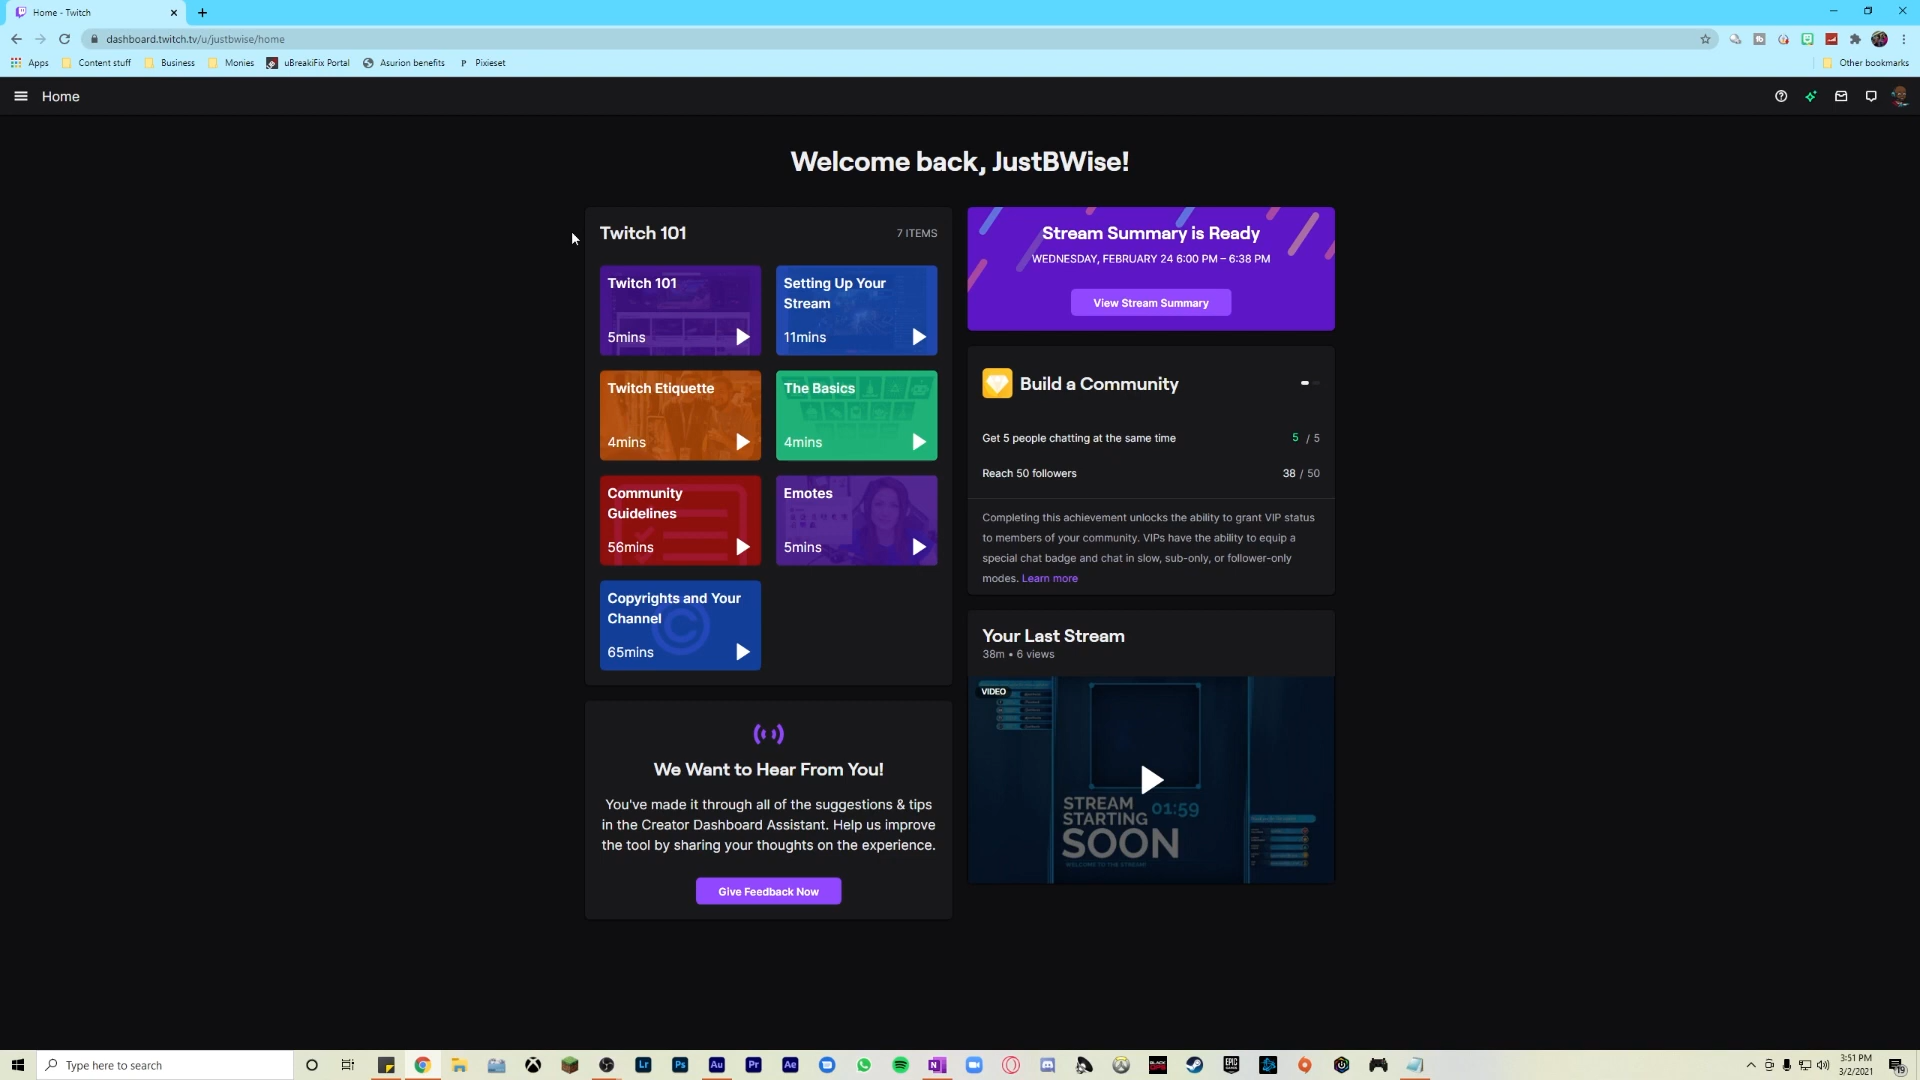 Home - Twitch
dashboard.twitch.tv/u/justbwise/home
Apps Content stuff Business Monies uBreakiFix Portal Asurion benefits P Pixieset Other bookmarks
Home
Welcome back, JustBWise!
Twitch 101 7 ITEMS
Twitch 101
5mins
Setting Up Your
Stream
11mins
Twitch Etiquette
4mins
The Basics
4mins
Community
Guidelines
56mins
Emotes
5mins
Copyrights and Your
Channel
65mins
We Want to Hear From You!
You've made it through all of the suggestions & tips
in the Creator Dashboard Assistant. Help us improve
the tool by sharing your thoughts on the experience.
Give Feedback Now
Stream Summary is Ready
WEDNESDAY, FEBRUARY 24 6:00 PM – 6:38 PM
View Stream Summary
Build a Community
Get 5 people chatting at the same time 5 / 5
Reach 50 followers 38 / 50
Completing this achievement unlocks the ability to grant VIP status
to members of your community. VIPs have the ability to equip a
special chat badge and chat in slow, sub-only, or follower-only
modes. Learn more
Your Last Stream
38m • 6 views
VIDEO
STREAM
STARTING 01:59
SOON
WELCOME TO THE STREAM!
Type here to search
Lr Ps Au Pr Ae
3:51 PM
3/2/2021